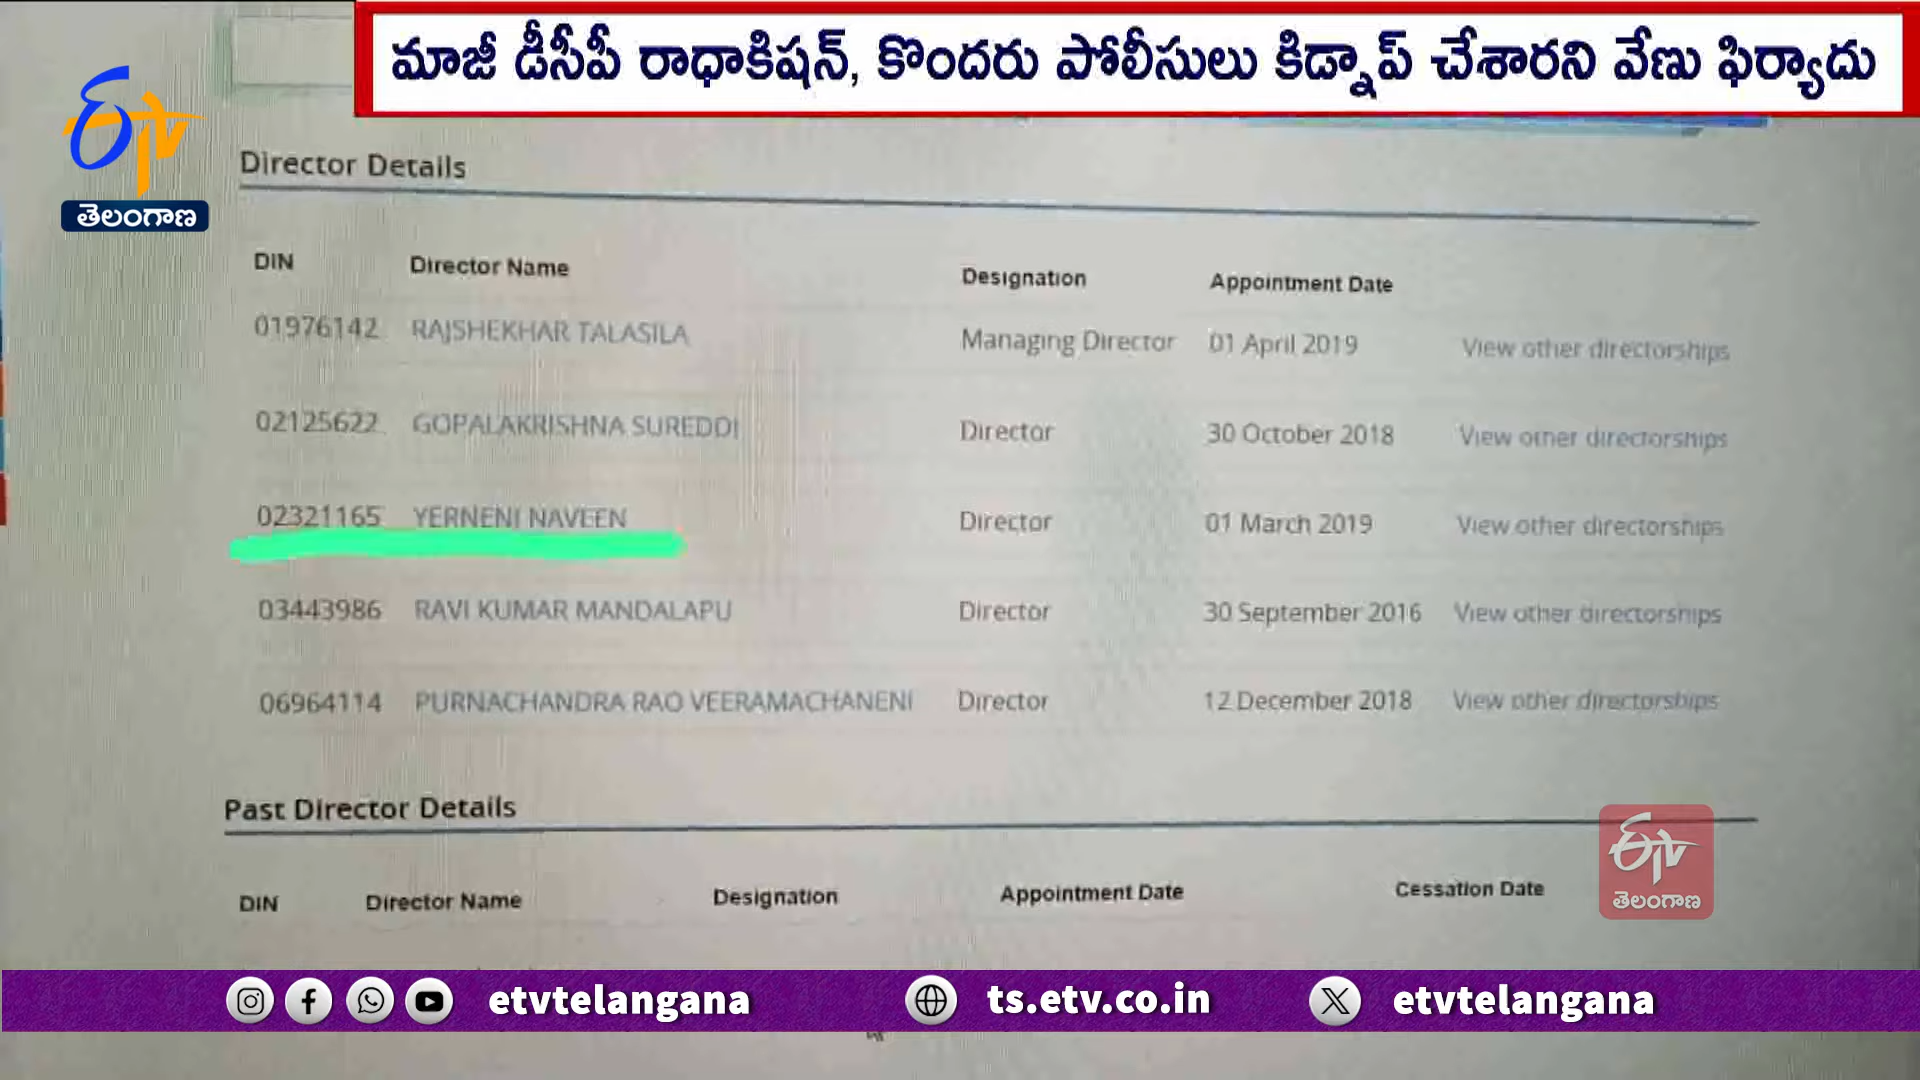 మాజీ డీసీపీ రాధాకిషన్, కొందరు పోలీసులు కిడ్నాప్ చేశారని వేణు ఫిర్యాదు
ETV
తెలంగాణ
Director Details
DIN Director Name Designation Appointment Date
01976142 RAJSHEKHAR TALASILA Managing Director 01 April 2019 View other directorships
02125622 GOPALAKRISHNA SUREDDI Director 30 October 2018 View other directorships
02321165 YERNENI NAVEEN Director 01 March 2019 View other directorships
03443986 RAVI KUMAR MANDALAPU Director 30 September 2016 View other directorships
06964114 PURNACHANDRA RAO VEERAMACHANENI Director 12 December 2018 View other directorships
Past Director Details
DIN Director Name Designation Appointment Date Cessation Date
ETV
తెలంగాణ
etvtelangana ts.etv.co.in etvtelangana